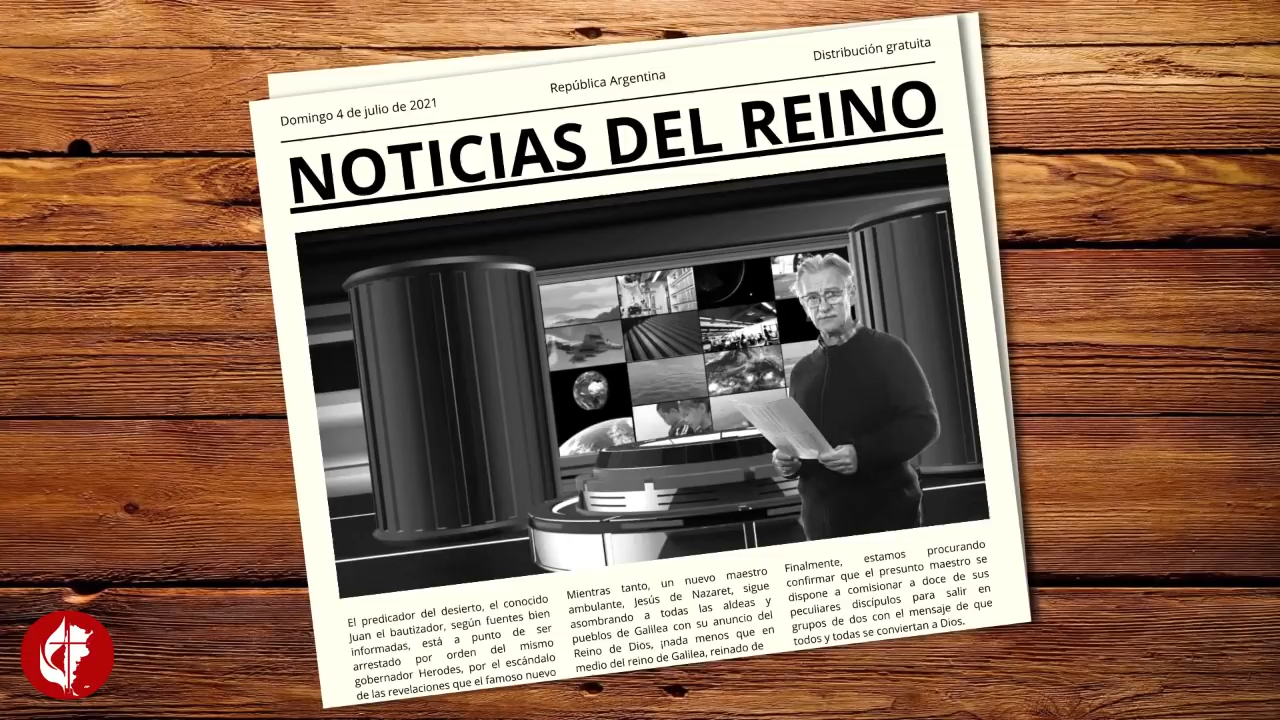 Domingo 4 de julio de 2021
República Argentina
Distribución gratuita
NOTICIAS DEL REINO
El predicador del desierto, el conocido
Juan el bautizador, según fuentes bien
informadas, está a punto de ser
arrestado por orden del mismo
gobernador Herodes, por el escándalo
de las revelaciones que el famoso nuevo
Mientras tanto, un nuevo maestro
ambulante, Jesús de Nazaret, sigue
asombrando a todas las aldeas y
pueblos de Galilea con su anuncio del
Reino de Dios, ¡nada menos que en
medio del reino de Galilea, reinado de
Finalmente, estamos procurando
confirmar que el presunto maestro se
dispone a comisionar a doce de sus
peculiares discípulos para salir en
grupos de dos con el mensaje de que
todos y todas se conviertan a Dios.